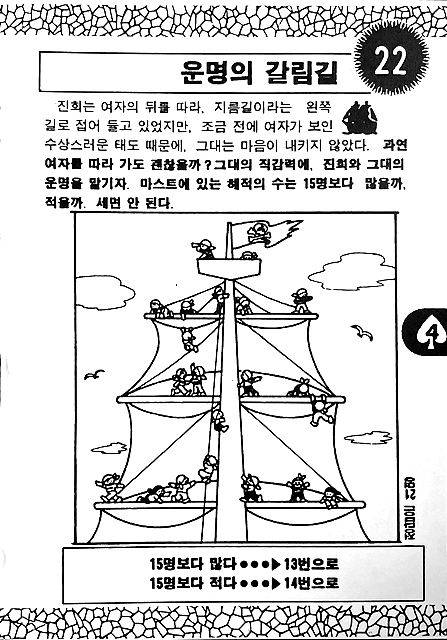 22
운명의 갈림길
진희는 여자의 뒤를 따라, 지름길이라는 왼쪽
길로 접어 들고 있었지만, 조금 전에 여자가 보인
수상스러운 태도 때문에, 그대는 마음이 내키지 않았다. 과연
여자를 따라 가도 괜찮을까? 그대의 직감력에, 진희와 그대의
운명을 맡기자. 마스트에 있는 해적의 수는 15명보다 많을까,
적을까. 세면 안 된다.
4
15명보다 많다●●●▶13번으로
15명보다 적다●●●▶14번으로